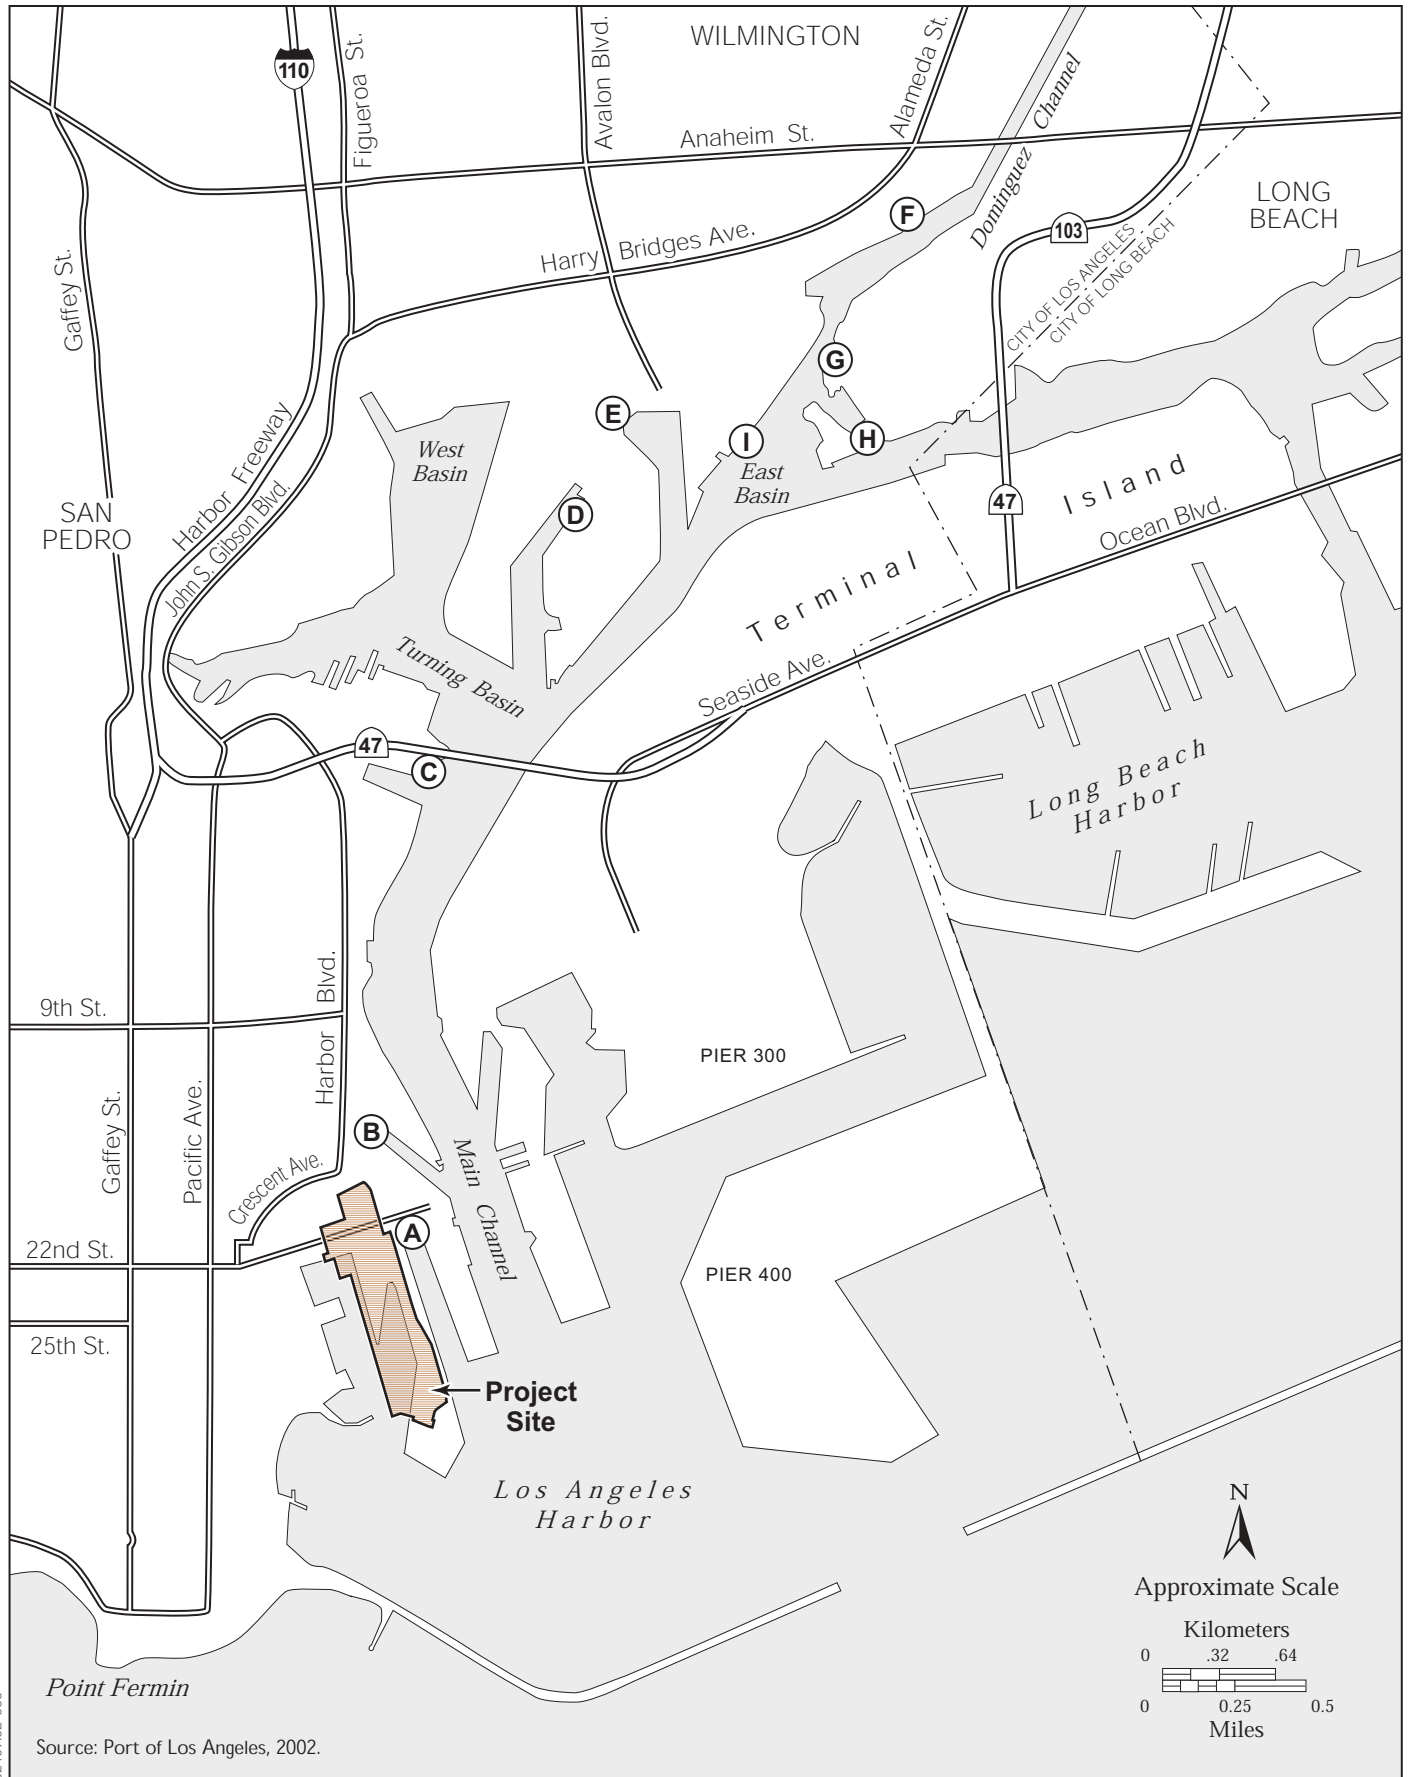 WILMINGTON
110
Figueroa St.
Avalon Blvd.
Alameda St.
Dominguez Channel
Anaheim St.
LONG
BEACH
F
103
Harry Bridges Ave.
CITY OF LOS ANGELES
CITY OF LONG BEACH
Gaffey St.
G
E
I
H
West
Basin
East
Basin
Harbor Freeway
John S. Gibson Blvd.
SAN
PEDRO
D
47
Terminal Island
Ocean Blvd.
Turning Basin
Seaside Ave.
47
C
Long Beach
Harbor
9th St.
Harbor Blvd.
PIER 300
Gaffey St.
Pacific Ave.
B
Main Channel
Crescent Ave.
A
22nd St.
PIER 400
25th St.
Project
Site
Los Angeles
Harbor
N
Approximate Scale
Kilometers
0 .32 .64
0 0.25 0.5
Miles
Point Fermin
Source: Port of Los Angeles, 2002.